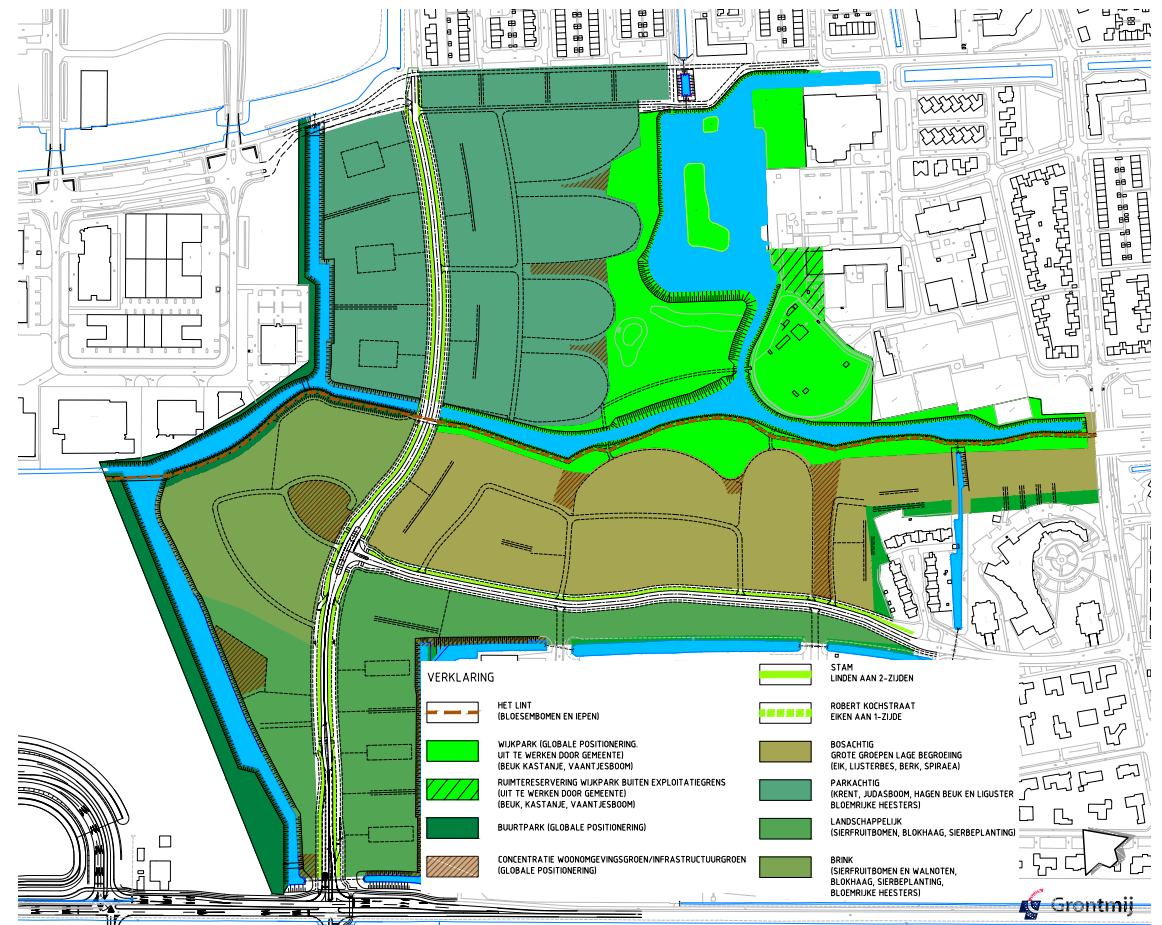 VERKLARING
HET LINT
(BLOESEMBOMEN EN IEPEN)
WIJKPARK (GLOBALE POSITIONERING.
UIT TE WERKEN DOOR GEMEENTE)
(BEUK KASTANJE, VAANTJESBOOM)
RUIMTERESERVERING WIJKPARK BUITEN EXPLOITATIEGRENS
(UIT TE WERKEN DOOR GEMEENTE)
(BEUK, KASTANJE, VAANTJESBOOM)
BUURTPARK (GLOBALE POSITIONERING)
CONCENTRATIE WOONOMGEVINGSGROEN/INFRASTRUCTUURGROEN
(GLOBALE POSITIONERING)
STAM
LINDEN AAN 2-ZIJDEN
ROBERT KOCHSTRAAT
EIKEN AAN 1-ZIJDE
BOSACHTIG
GROTE GROEPEN LAGE BEGROEIING
(EIK, LIJSTERBES, BERK, SPIRAEA)
PARKACHTIG
(KRENT, JUDASBOOM, HAGEN BEUK EN LIGUSTER
BLOEMRIJKE HEESTERS)
LANDSCHAPPELIJK
(SIERFRUITBOMEN, BLOKHAAG, SIERBEPLANTING)
BRINK
(SIERFRUITBOMEN EN WALNOTEN,
BLOKHAAG, SIERBEPLANTING,
BLOEMRIJKE HEESTERS)
Grontmij